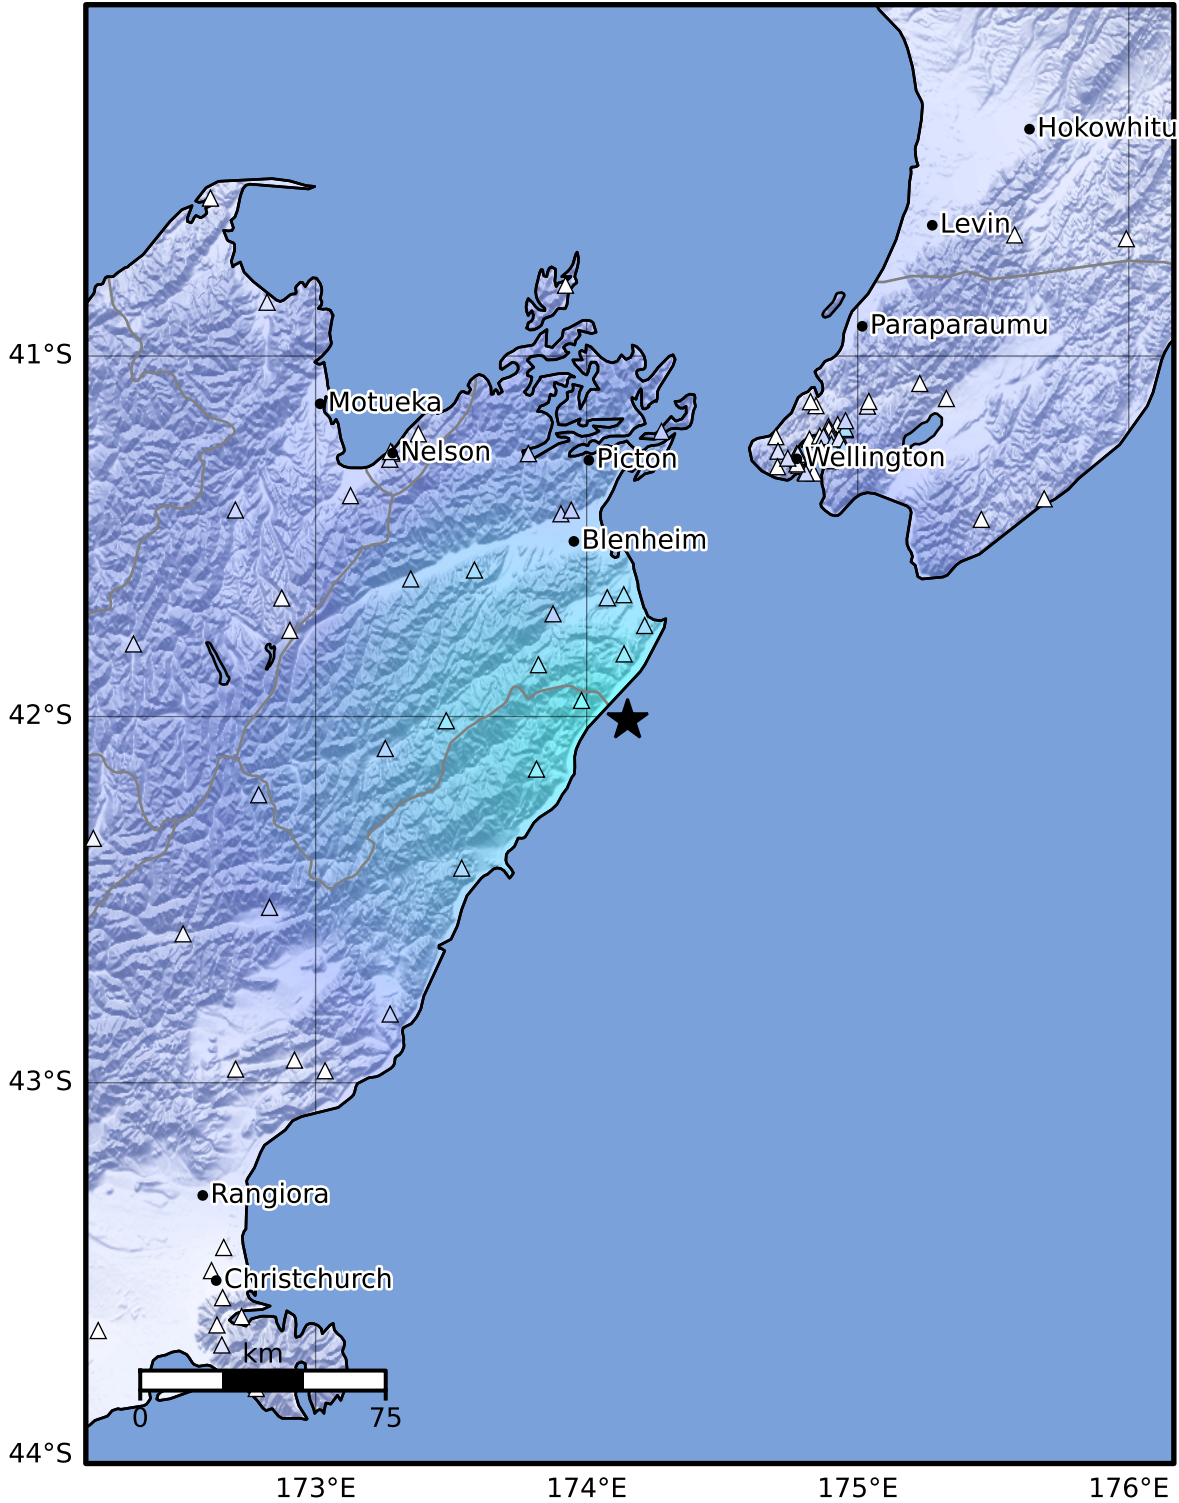 Hokowhitu
Levin
Paraparaumu
41°S
Motueka
Nelson
Picton
Wellington
Blenheim
42°S
43°S
Rangiora
Christchurch
km
0
75
44°S
173°E
174°E
175°E
176°E